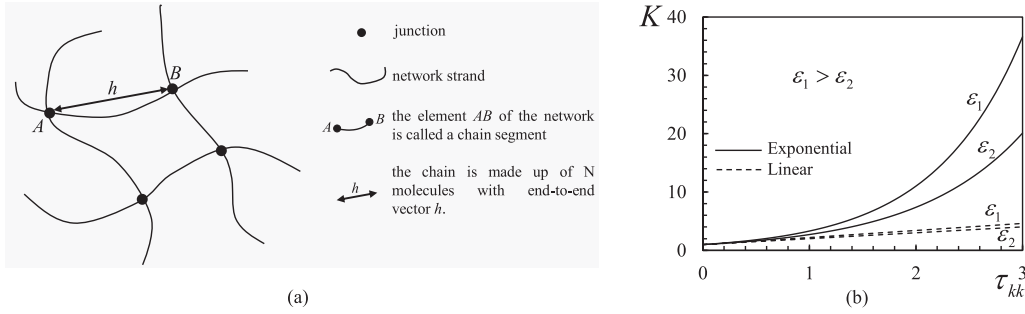 A
h
B
junction
network strand
A
B
the element AB of the network
is called a chain segment
h
the chain is made up of N
molecules with end-to-end
vector h.
(a)
K
40
30
20
10
0
ε₁ > ε₂
ε₁
ε₂
Exponential
Linear
ε₁
ε₂
0
1
2
3
τₖₖ
(b)